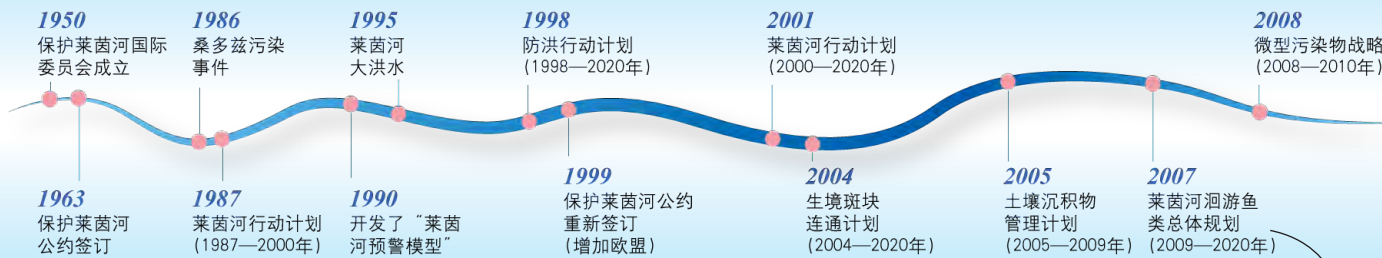 1950
保护莱茵河国际
委员会成立
1986
桑多兹污染
事件
1995
莱茵河
大洪水
1998
防洪行动计划
(1998—2020年)
2001
莱茵河行动计划
(2000—2020年)
2008
微型污染物战略
(2008—2010年)
1963
保护莱茵河
公约签订
1987
莱茵河行动计划
(1987—2000年)
1990
开发了“莱茵
河预警模型”
1999
保护莱茵河公约
重新签订
(增加欧盟)
2004
生境斑块
连通计划
(2004—2020年)
2005
土壤沉积物
管理计划
(2005—2009年)
2007
莱茵河洄游鱼
类总体规划
(2009—2020年)